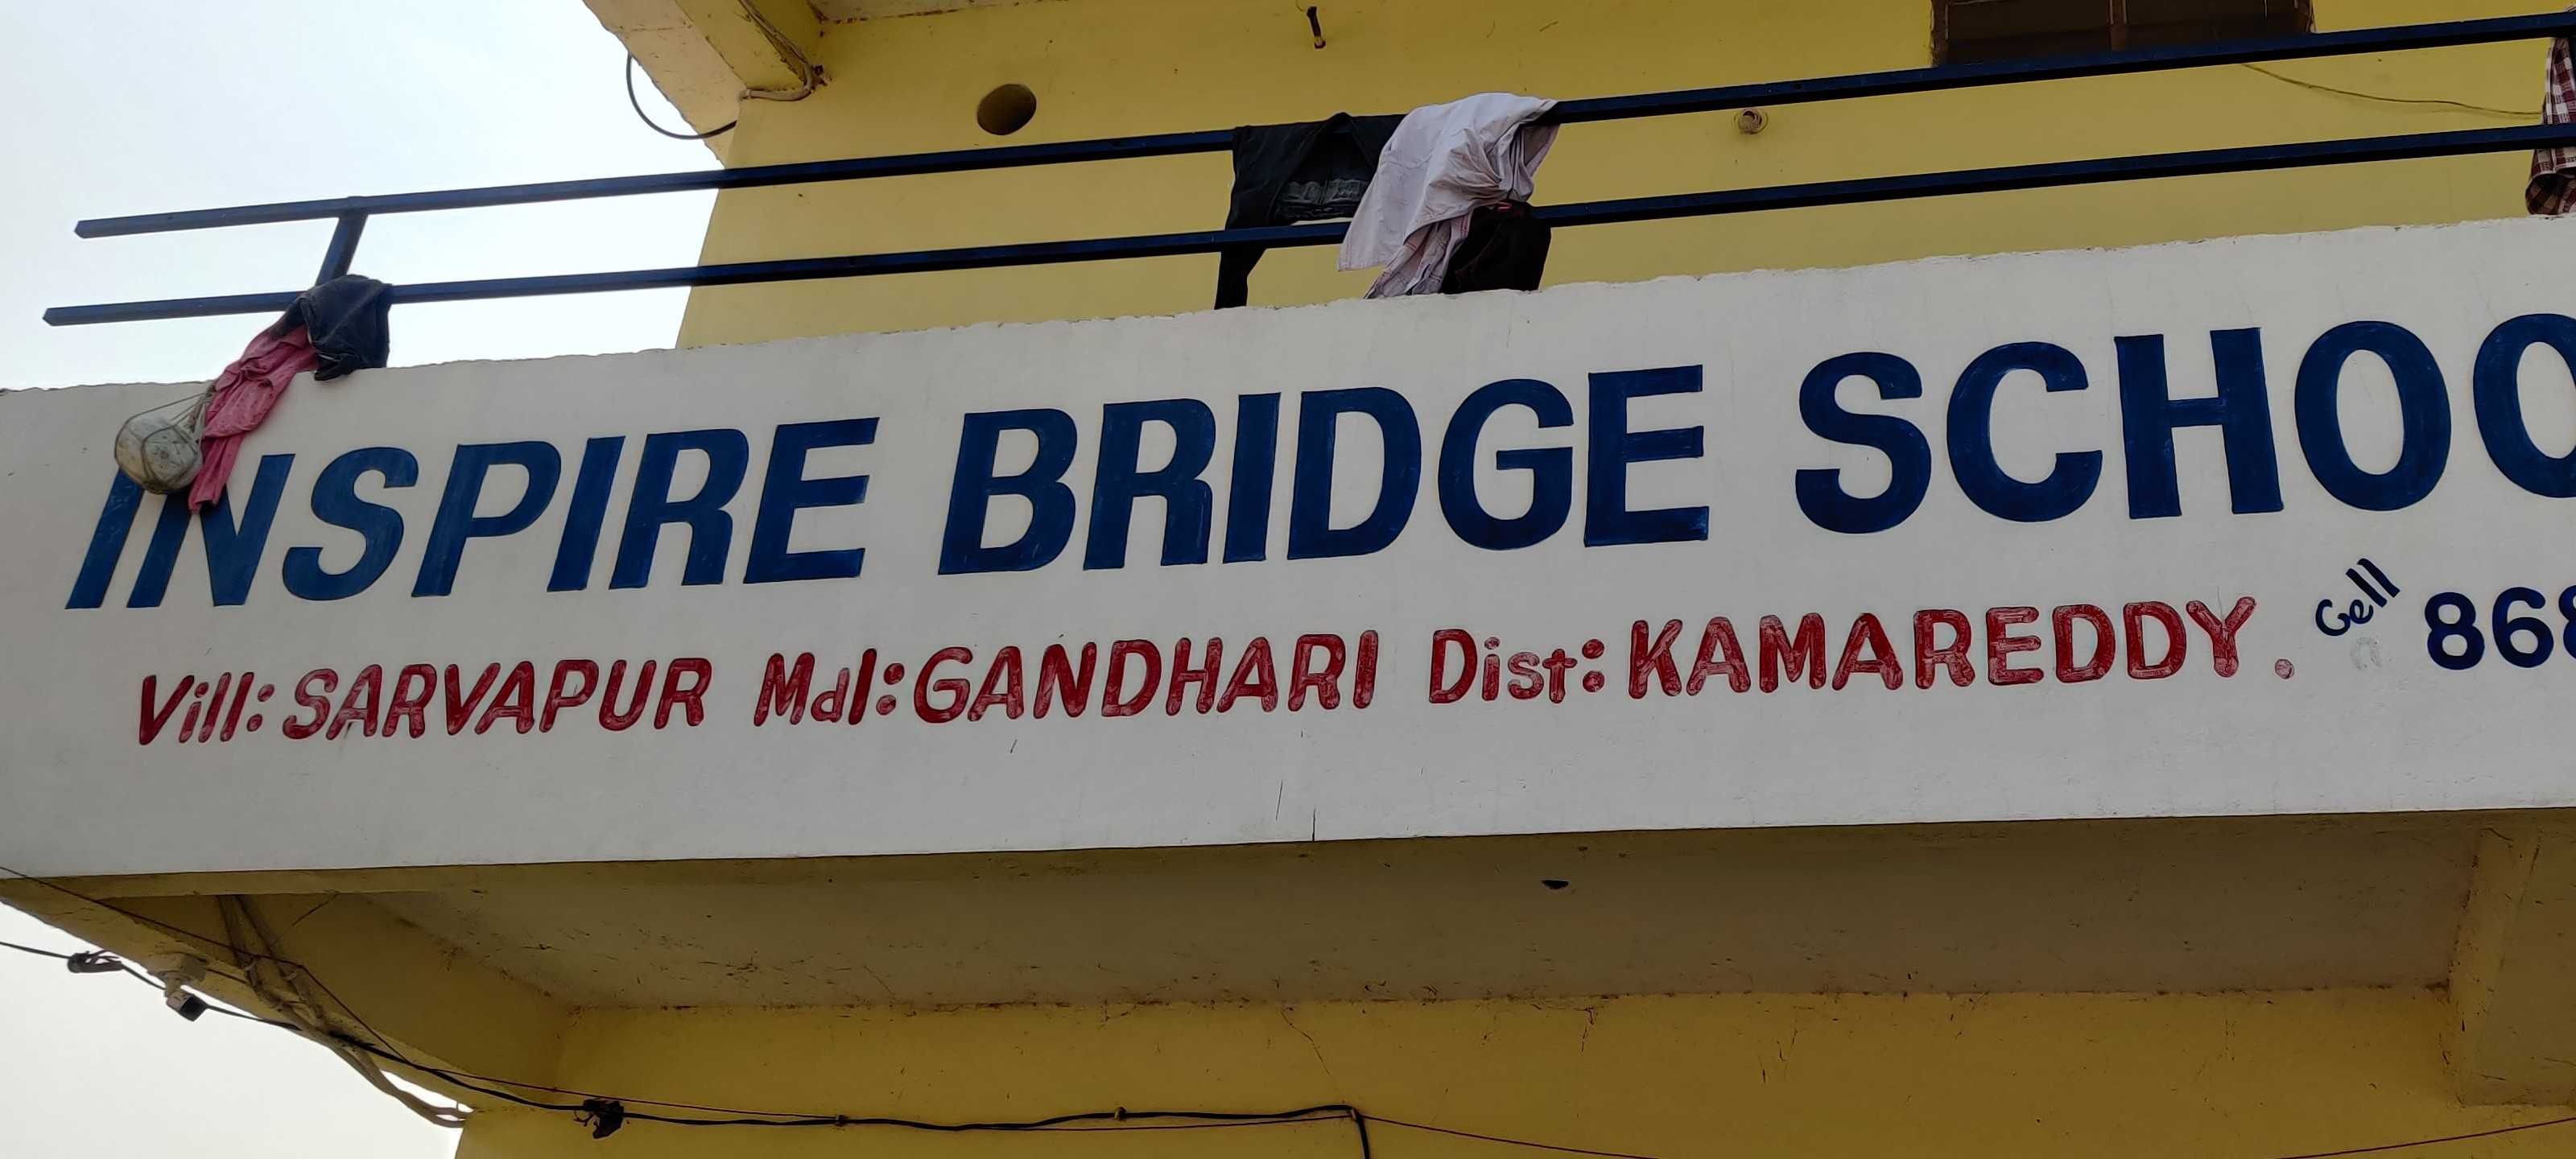 INSPIRE BRIDGE SCHOO
Vill: SARVAPUR Mdl: GANDHARI Dist: KAMAREDDY. Cell 868